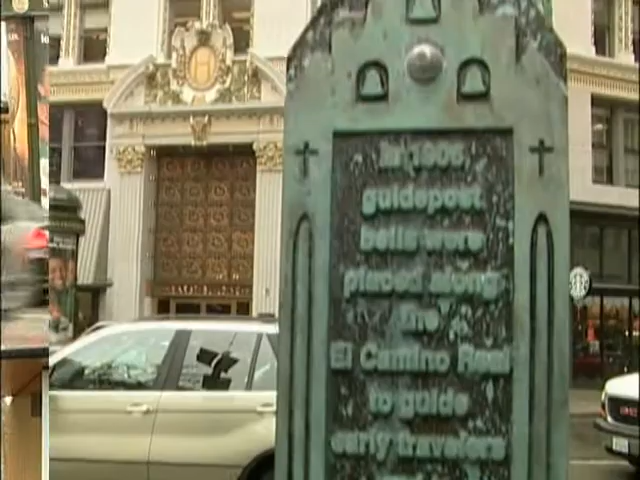 H
In 1906,
guidepost
bells were
placed along
the
El Camino Real
to guide
early travelers